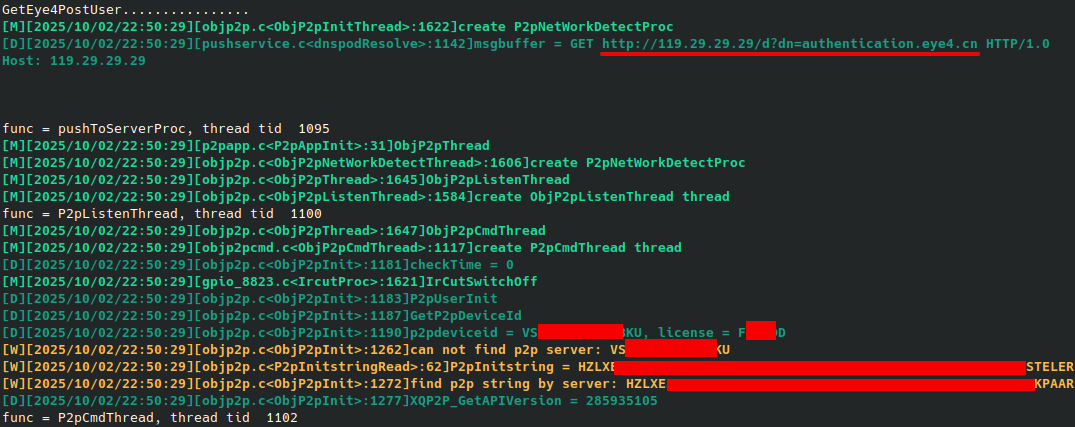 GetEye4PostUser................
[M][2025/10/02/22:50:29][objp2p.c<ObjP2pInitThread>:1622]create P2pNetWorkDetectProc
[D][2025/10/02/22:50:29][pushservice.c<dnspodResolve>:1142]msgbuffer = GET http://119.29.29.29/d?dn=authentication.eye4.cn HTTP/1.0
Host: 119.29.29.29
func = pushToServerProc, thread tid  1095
[M][2025/10/02/22:50:29][p2papp.c<P2pAppInit>:31]ObjP2pThread
[M][2025/10/02/22:50:29][objp2p.c<ObjP2pNetWorkDetectThread>:1606]create P2pNetWorkDetectProc
[M][2025/10/02/22:50:29][objp2p.c<ObjP2pThread>:1645]ObjP2pListenThread
[M][2025/10/02/22:50:29][objp2p.c<ObjP2pListenThread>:1584]create ObjP2pListenThread thread
func = P2pListenThread, thread tid  1100
[M][2025/10/02/22:50:29][objp2p.c<ObjP2pThread>:1647]ObjP2pCmdThread
[M][2025/10/02/22:50:29][objp2pcmd.c<ObjP2pCmdThread>:1117]create P2pCmdThread thread
[D][2025/10/02/22:50:29][objp2p.c<ObjP2pInit>:1181]checkTime = 0
[M][2025/10/02/22:50:29][gpio_8823.c<IrcutProc>:1621]IrCutSwitchOff
[D][2025/10/02/22:50:29][objp2p.c<ObjP2pInit>:1183]P2pUserInit
[D][2025/10/02/22:50:29][objp2p.c<ObjP2pInit>:1187]GetP2pDeviceId
[D][2025/10/02/22:50:29][objp2p.c<ObjP2pInit>:1190]p2pdeviceid = VS KU, license = F D
[W][2025/10/02/22:50:29][objp2p.c<ObjP2pInit>:1262]can not find p2p server: VS KU
[W][2025/10/02/22:50:29][objp2p.c<P2pInitstringRead>:62]P2pInitstring = HZLXE STELER
[W][2025/10/02/22:50:29][objp2p.c<ObjP2pInit>:1272]find p2p string by server: HZLXE KPAAR
[D][2025/10/02/22:50:29][objp2p.c<ObjP2pInit>:1277]XQP2P_GetAPIVersion = 285935105
func = P2pCmdThread, thread tid  1102